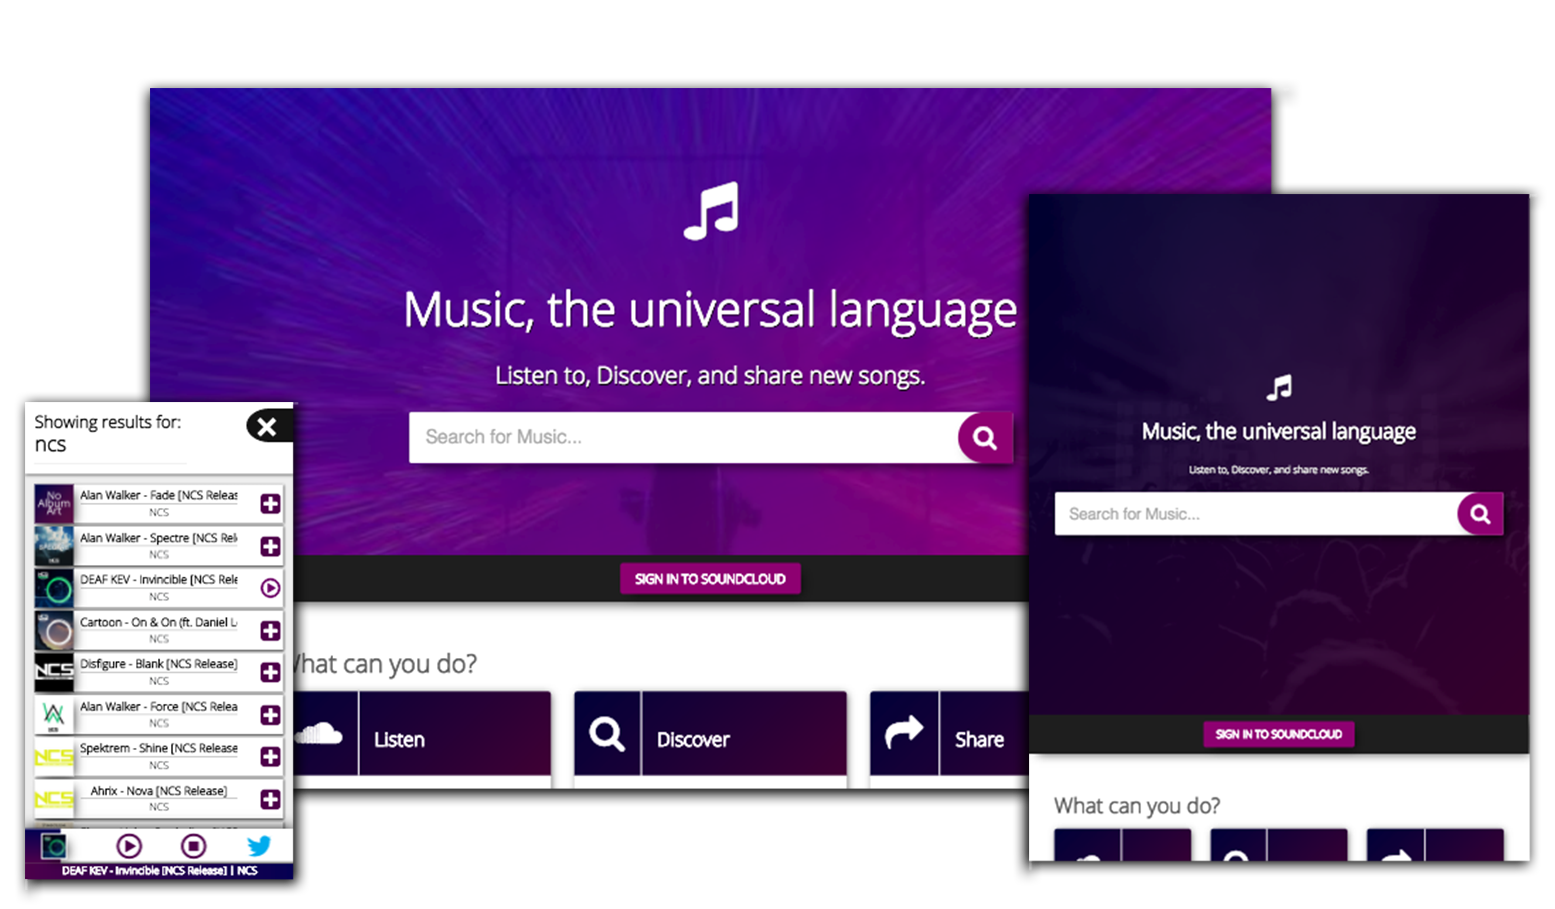 Music, the universal language
Listen to, Discover, and share new songs.
Search for Music...
SIGN IN TO SOUNDCLOUD
What can you do?
Listen
Discover
Share
Music, the universal language
Listen to, Discover, and share new songs.
Search for Music...
SIGN IN TO SOUNDCLOUD
What can you do?
Showing results for:
ncs
No
Album
Art
Alan Walker - Fade [NCS Releas
NCS
Alan Walker - Spectre [NCS Rel
NCS
DEAF KEV - Invincible [NCS Rele
NCS
Cartoon - On & On (ft. Daniel L
NCS
NCS
Disfigure - Blank [NCS Release]
NCS
Alan Walker - Force [NCS Relea
NCS
NCS
Spektrem - Shine [NCS Release
NCS
NCS
Ahrix - Nova [NCS Release]
NCS
DEAF KEV - Invincible [NCS Release] | NCS